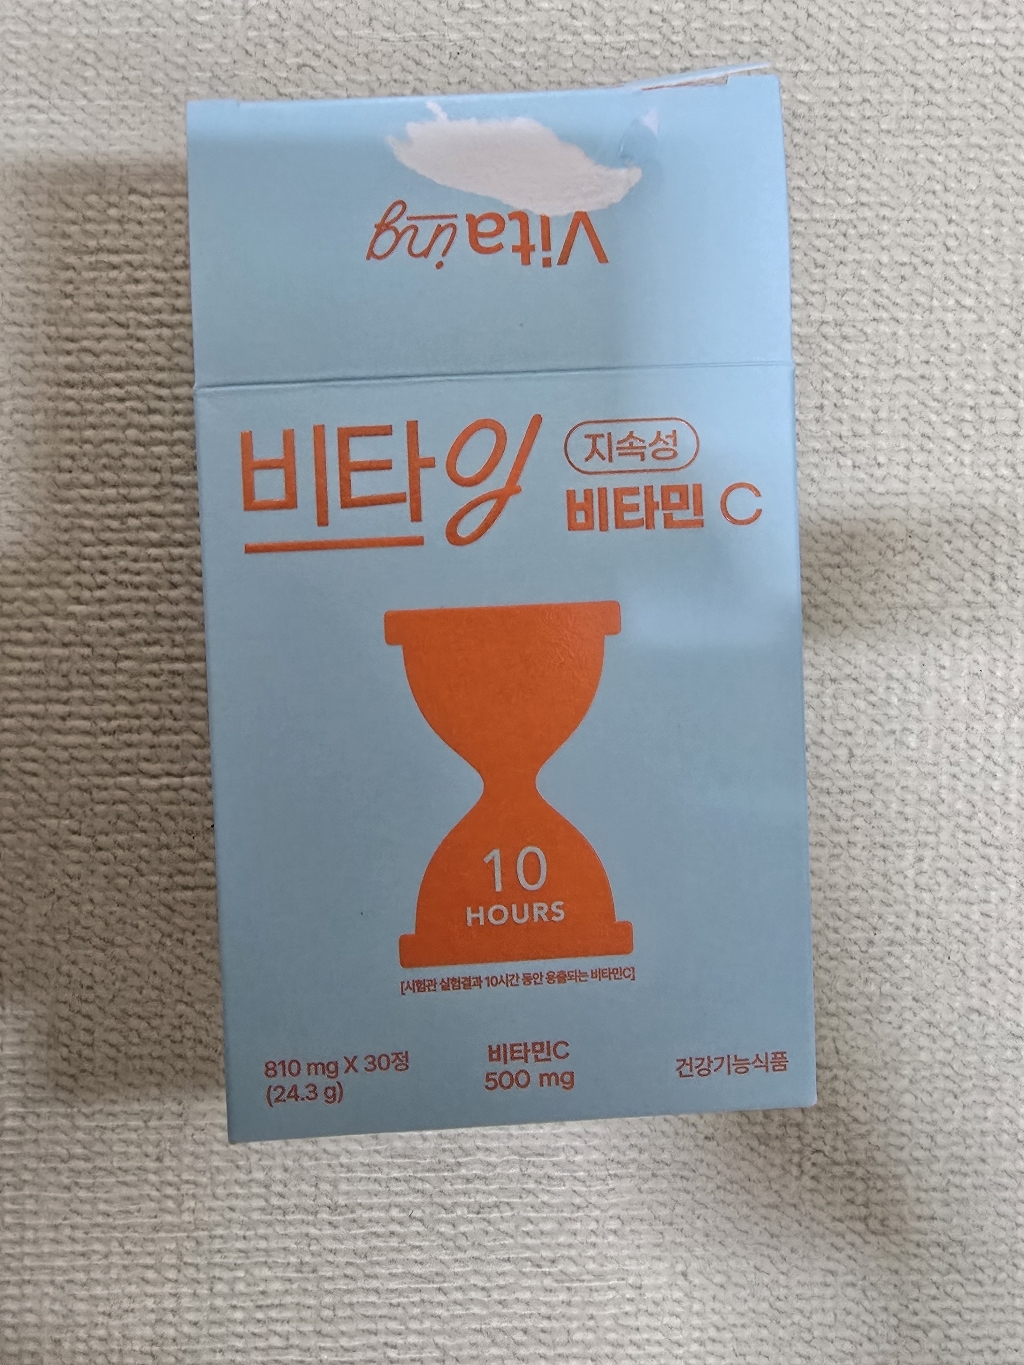 Vitaing
비타잉
지속성
비타민 C
10
HOURS
[시험관 실험결과 10시간 동안 용출되는 비타민C]
810 mg X 30정
(24.3 g)
비타민C
500 mg
건강기능식품